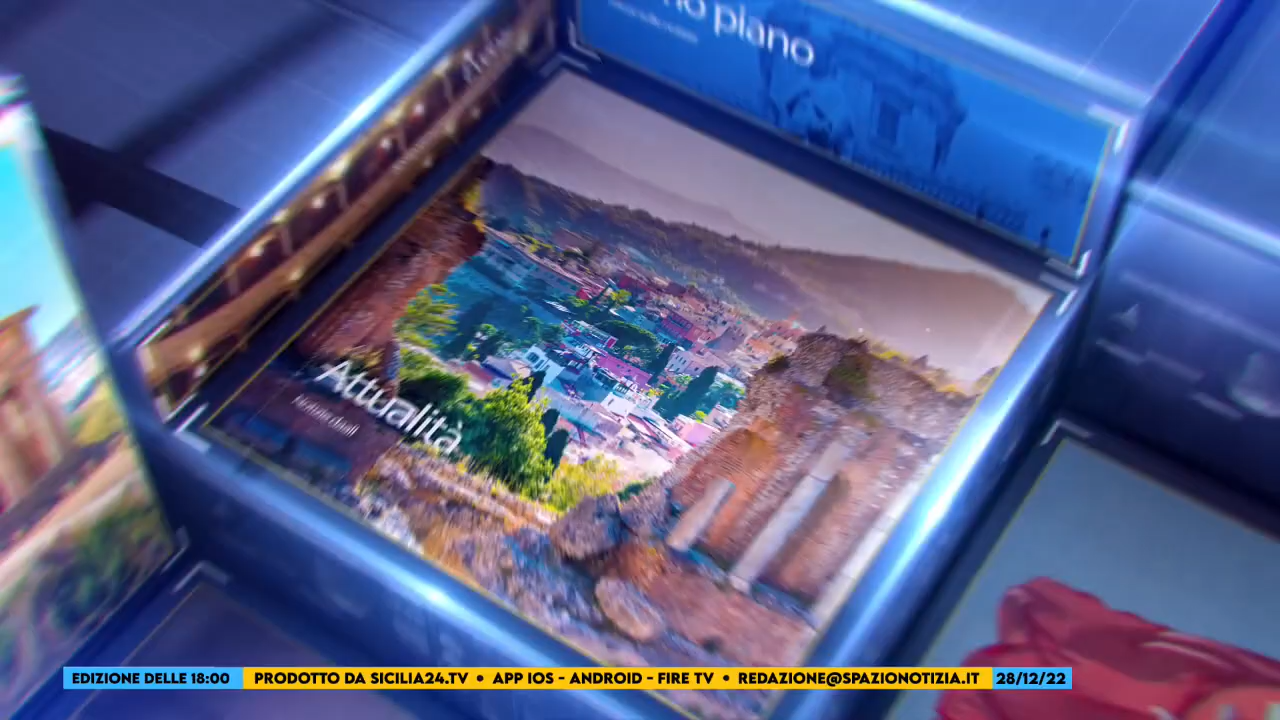 no piano
Attualità
EDIZIONE DELLE 18:00 PRODOTTO DA SICILIA24.TV • APP IOS - ANDROID - FIRE TV • REDAZIONE@SPAZIONOTIZIA.IT 28/12/22